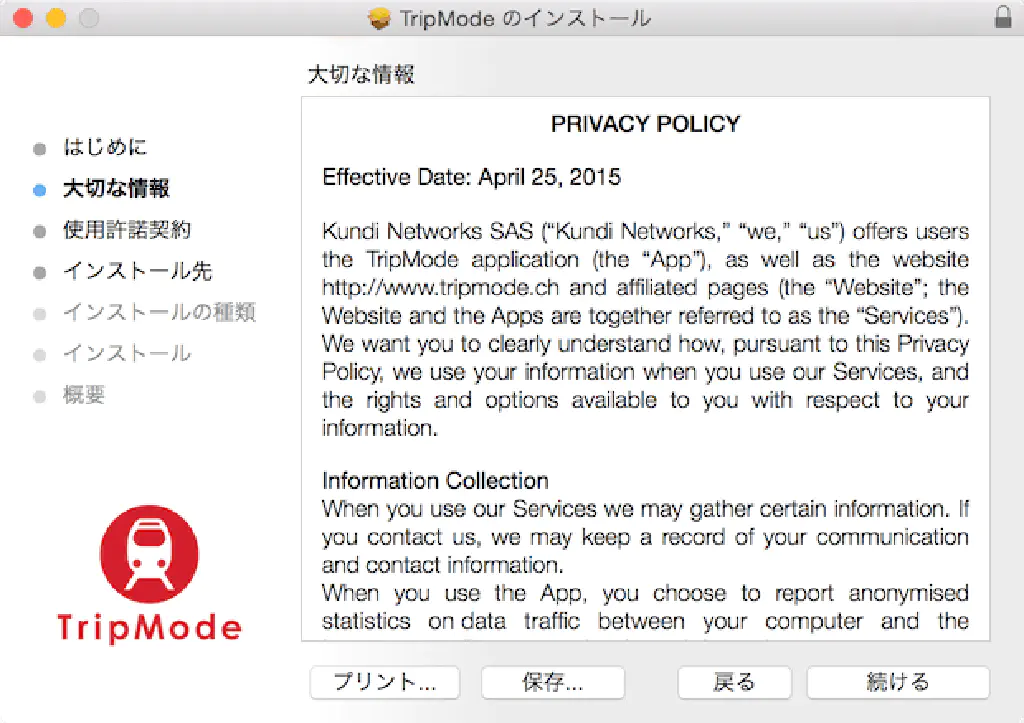 TripMode のインストール
大切な情報
はじめに
大切な情報
使用許諾契約
インストール先
インストールの種類
インストール
概要
TripMode
PRIVACY POLICY
Effective Date: April 25, 2015
Kundi Networks SAS (“Kundi Networks,” “we,” “us”) offers users
the TripMode application (the “App”), as well as the website
http://www.tripmode.ch and affiliated pages (the “Website”; the
Website and the Apps are together referred to as the “Services”).
We want you to clearly understand how, pursuant to this Privacy
Policy, we use your information when you use our Services, and
the rights and options available to you with respect to your
information.
Information Collection
When you use our Services we may gather certain information. If
you contact us, we may keep a record of your communication
and contact information.
When you use the App, you choose to report anonymised
statistics on data traffic between your computer and the
プリント...
保存...
戻る
続ける